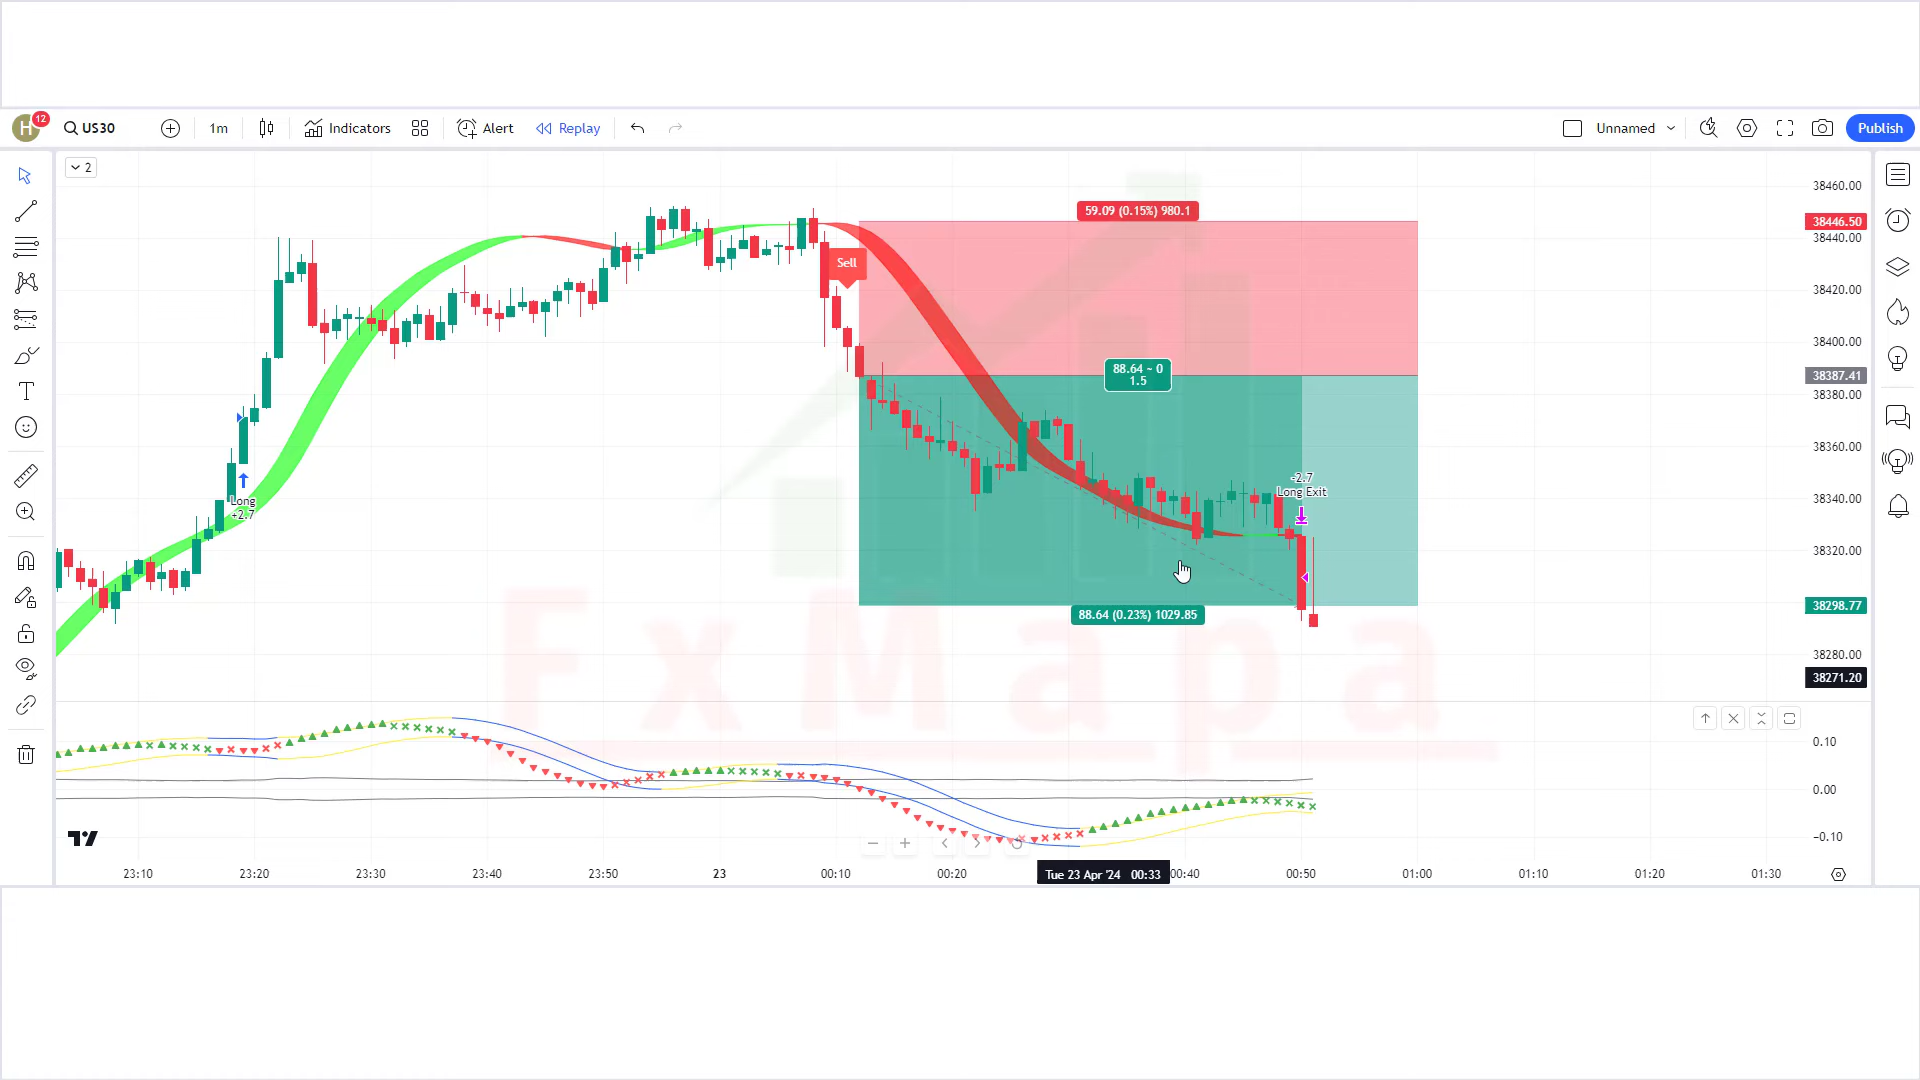 H
12
US30
1m
Indicators
Alert
Replay
Unnamed
Publish
2
38460.00
59.09 (0.15%) 980.1
38446.50
38440.00
Sell
38420.00
38400.00
88.64 ~ 0
1.5
38387.41
38380.00
38360.00
-2.7
Long Exit
38340.00
Long
+2.7
38320.00
38298.77
88.64 (0.23%) 1029.85
FxMapa
38280.00
38271.20
0.10
0.00
−0.10
23:10
23:20
23:30
23:40
23:50
23
00:10
00:20
Tue 23 Apr '24 00:33
00:40
00:50
01:00
01:10
01:20
01:30